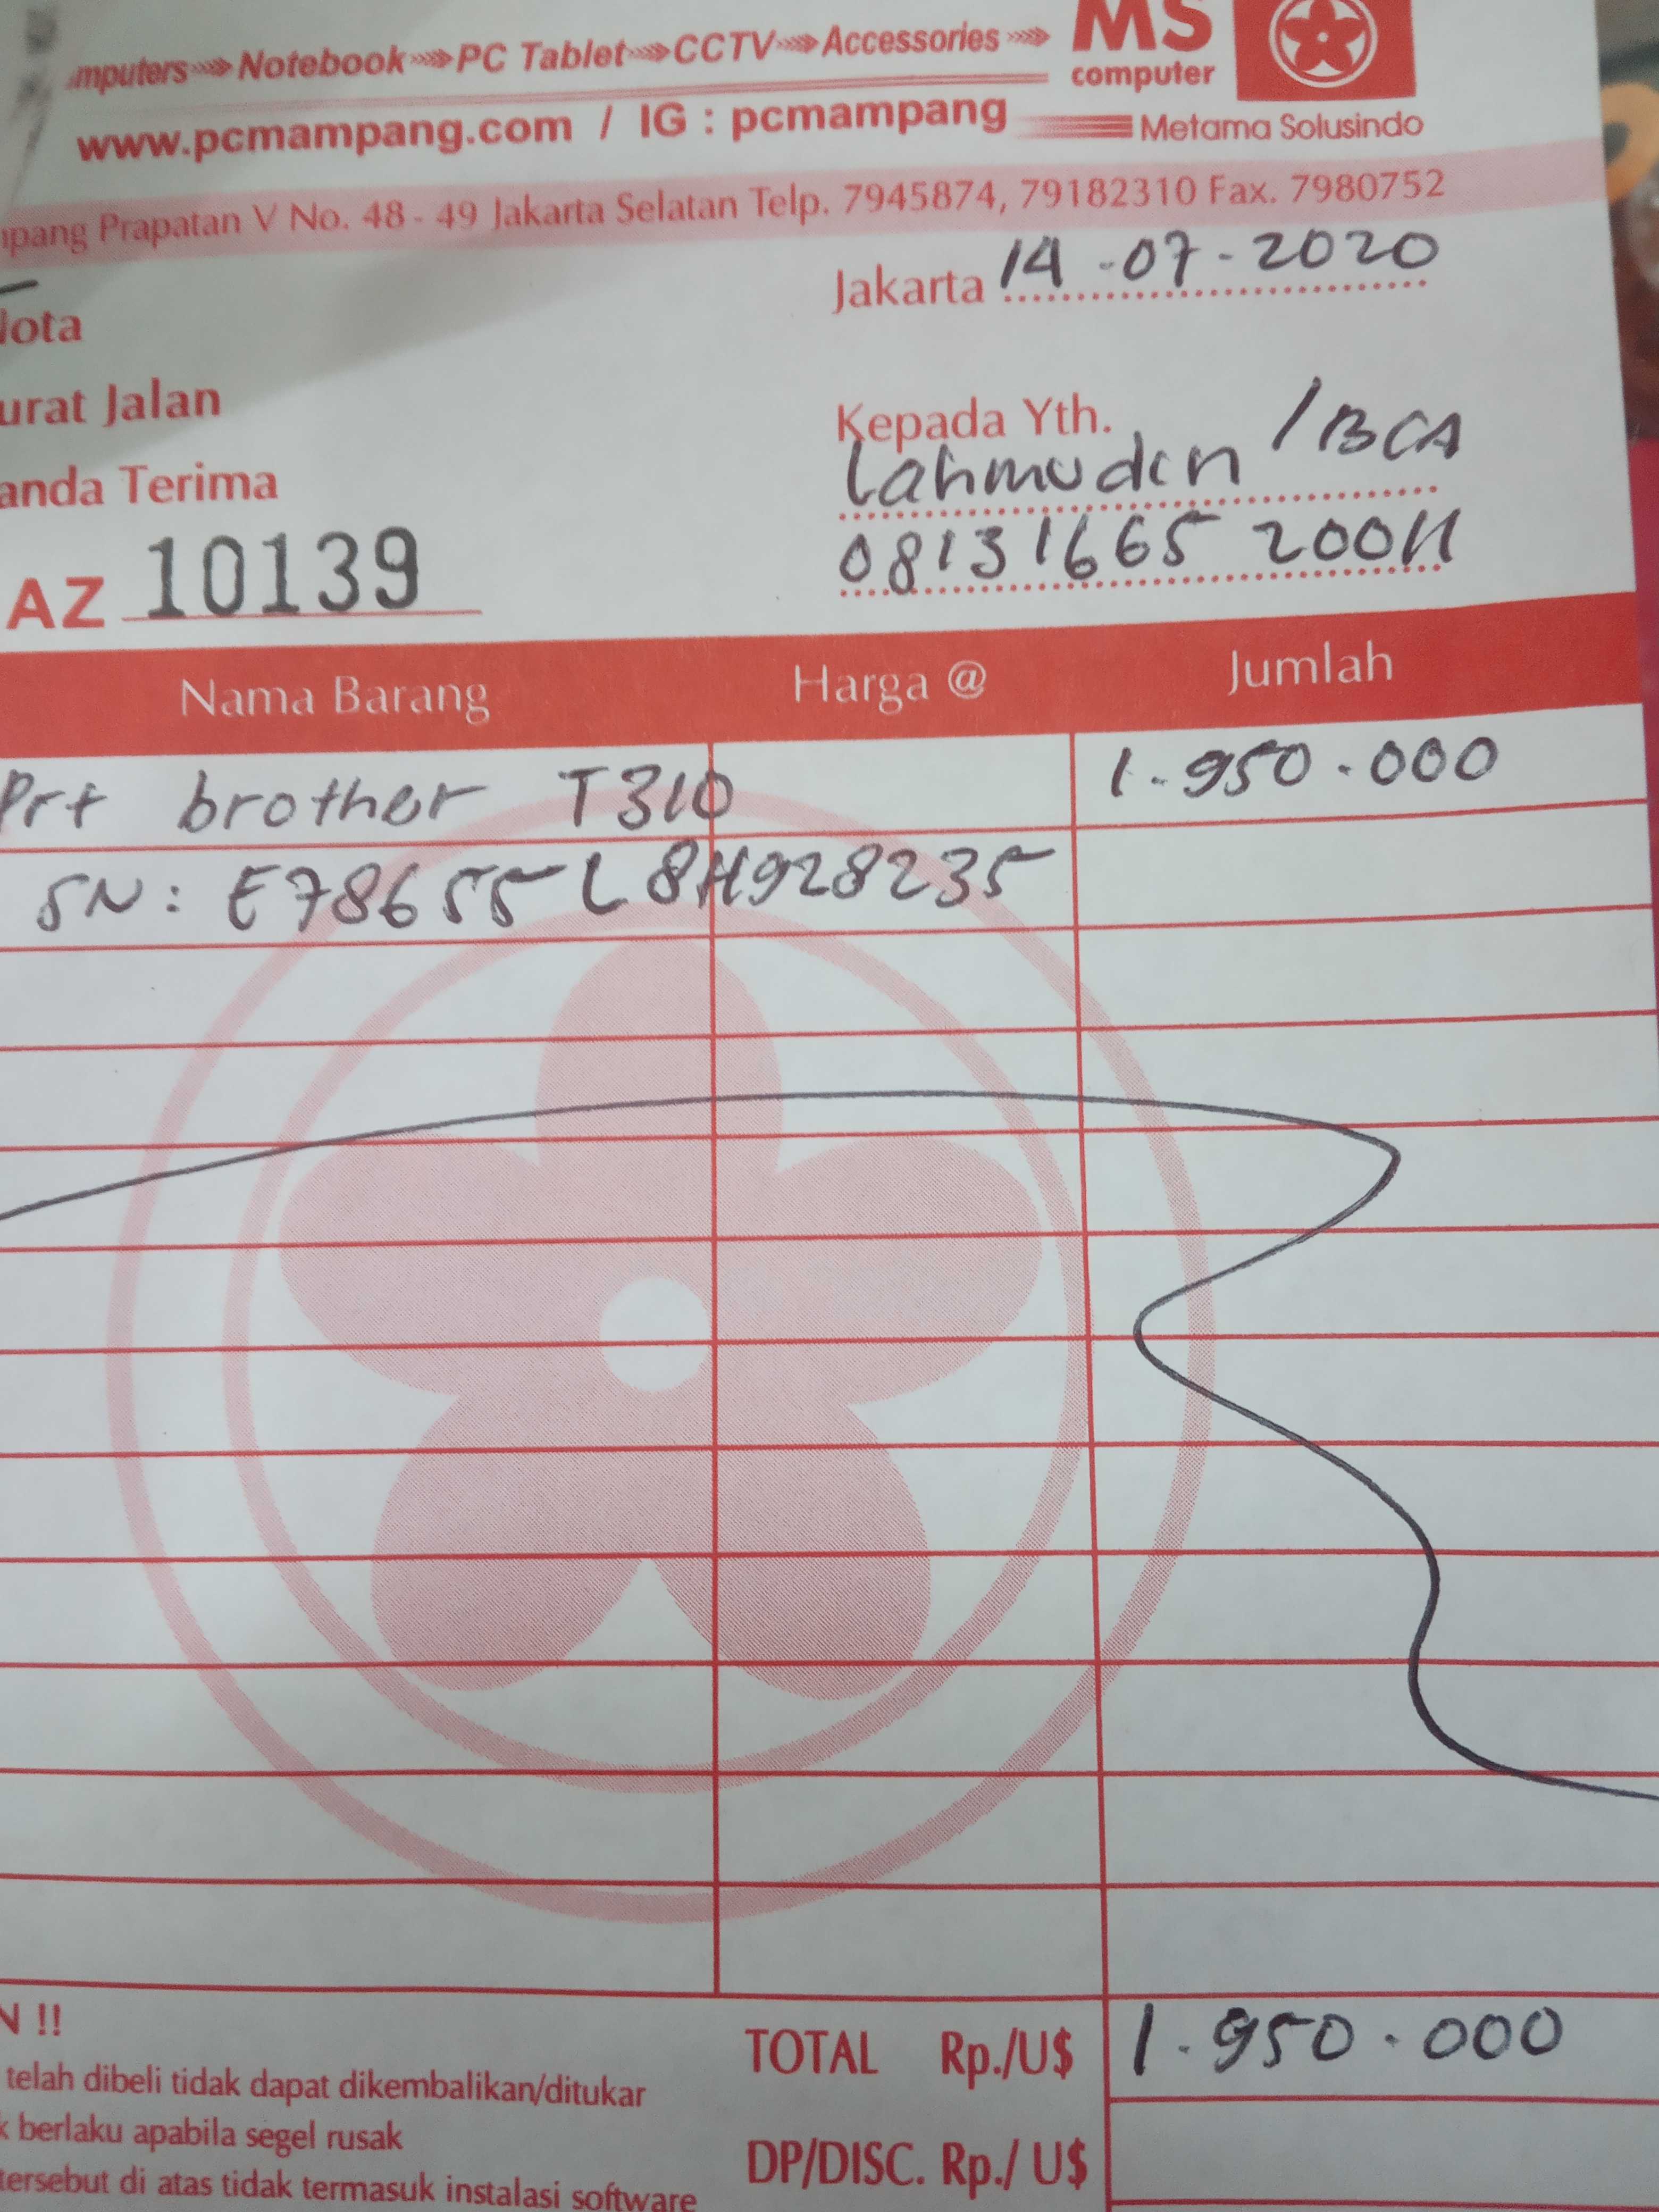 mputers Notebook PC Tablet CCTV Accessories
MS
computer
www.pcmampang.com / IG : pcmampang
Metama Solusindo
mpang Prapatan V No. 48 - 49 Jakarta Selatan Telp. 7945874, 79182310 Fax. 7980752
Jakarta 14-07-2020
Nota
urat Jalan
Kepada Yth.
Lahmudin /BCA
anda Terima
AZ 10139
Nama Barang Harga @ Jumlah
Prt brother T310 1.950.000
SN: E78655L8H928235
N !!
TOTAL Rp./U$ 1.950.000
telah dibeli tidak dapat dikembalikan/ditukar
k berlaku apabila segel rusak
DP/DISC. Rp./ U$
tersebut di atas tidak termasuk instalasi software